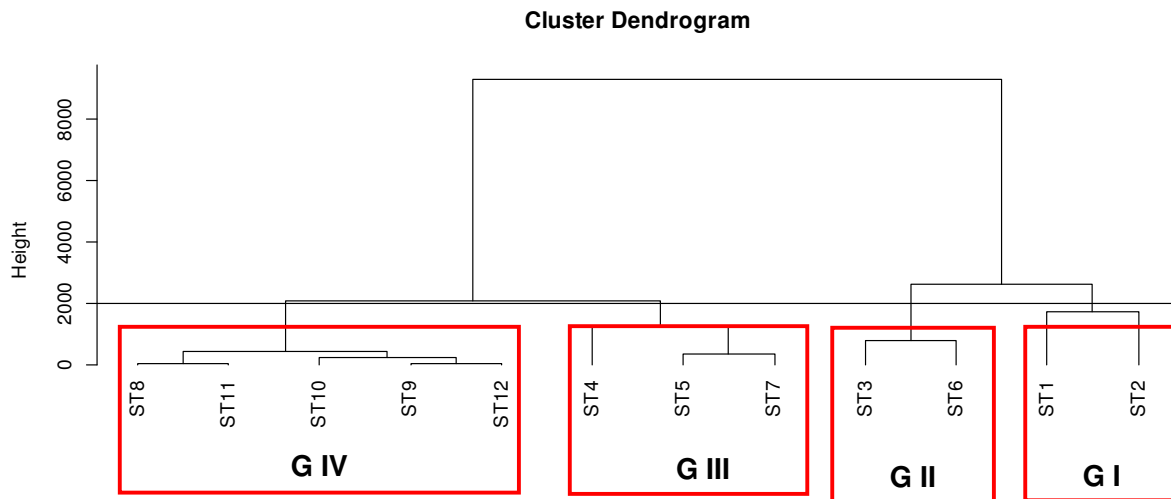 Cluster Dendrogram
Height
8000
6000
4000
2000
0
ST8
ST11
ST10
ST9
ST12
ST4
ST5
ST7
ST3
ST6
ST1
ST2
G IV
G III
G II
G I